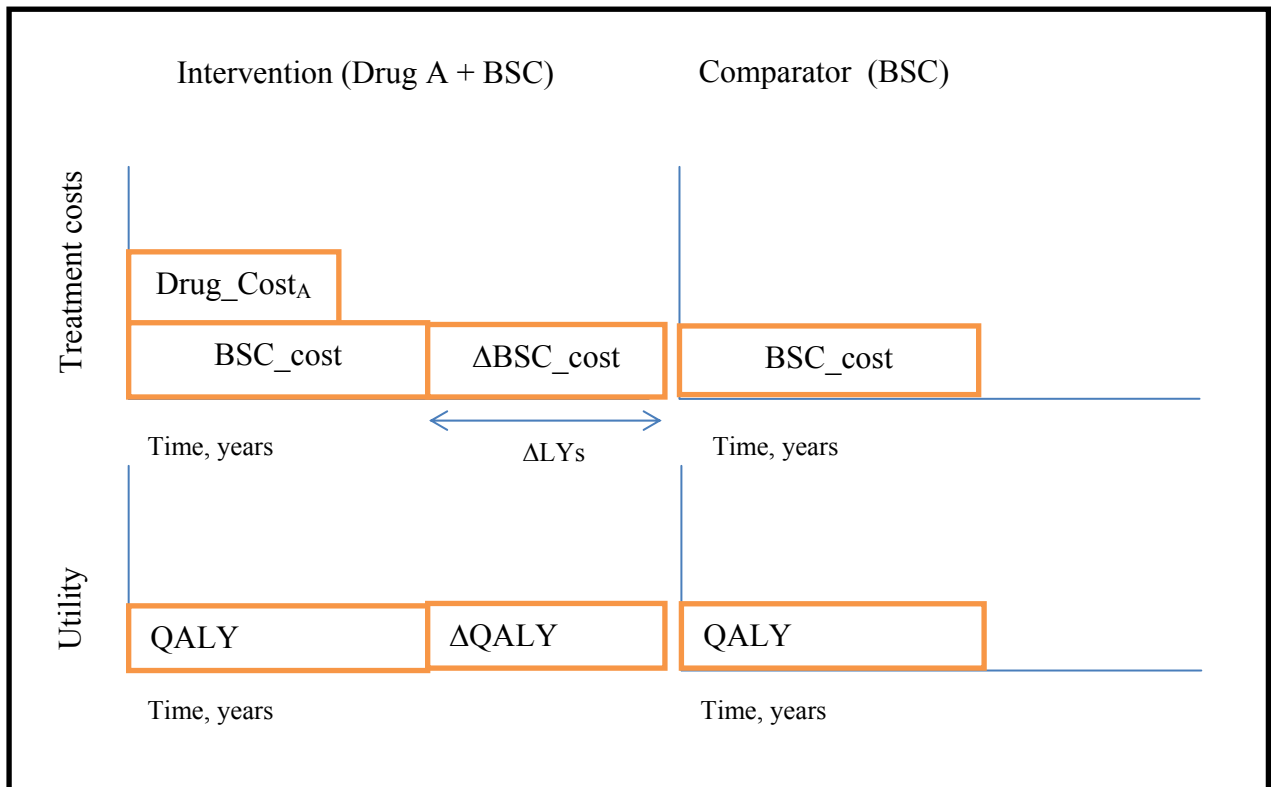 Intervention (Drug A + BSC)
Comparator (BSC)
Treatment costs
Drug_CostA
BSC_cost
ΔBSC_cost
BSC_cost
Time, years
ΔLYs
Time, years
Utility
QALY
ΔQALY
QALY
Time, years
Time, years